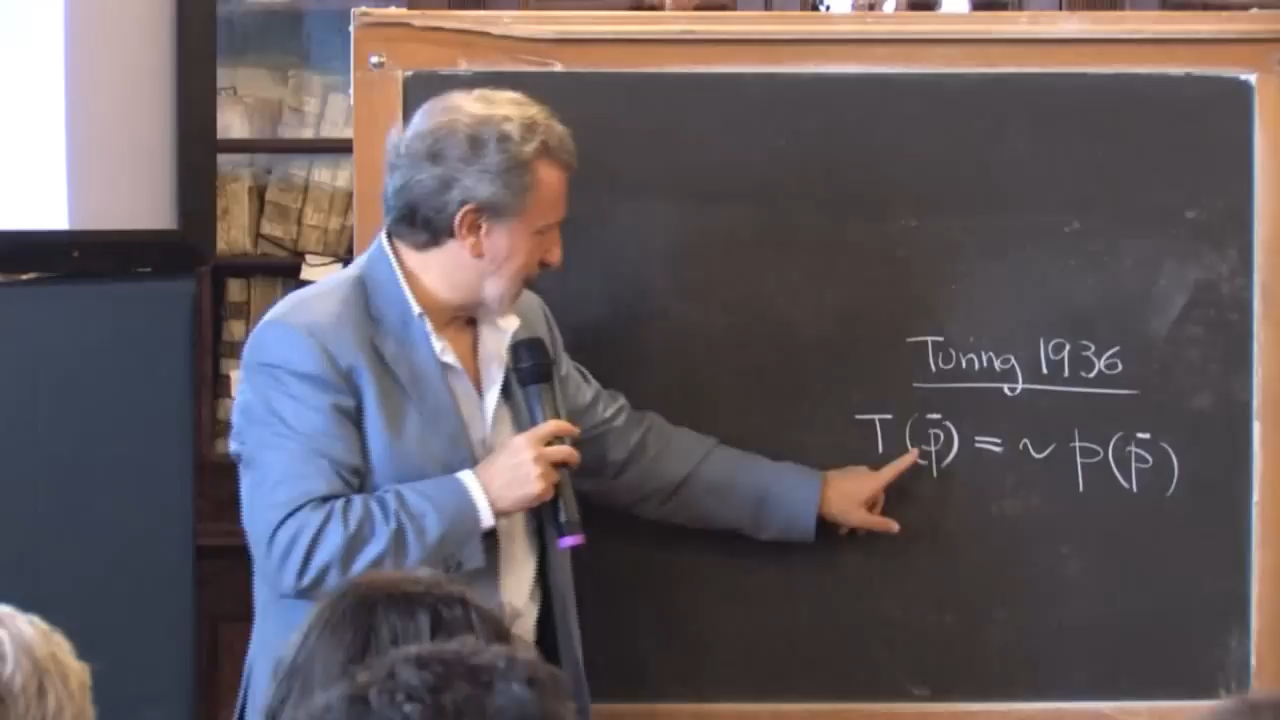 Turing 1936
T(p̄) = ~ p(p̄)